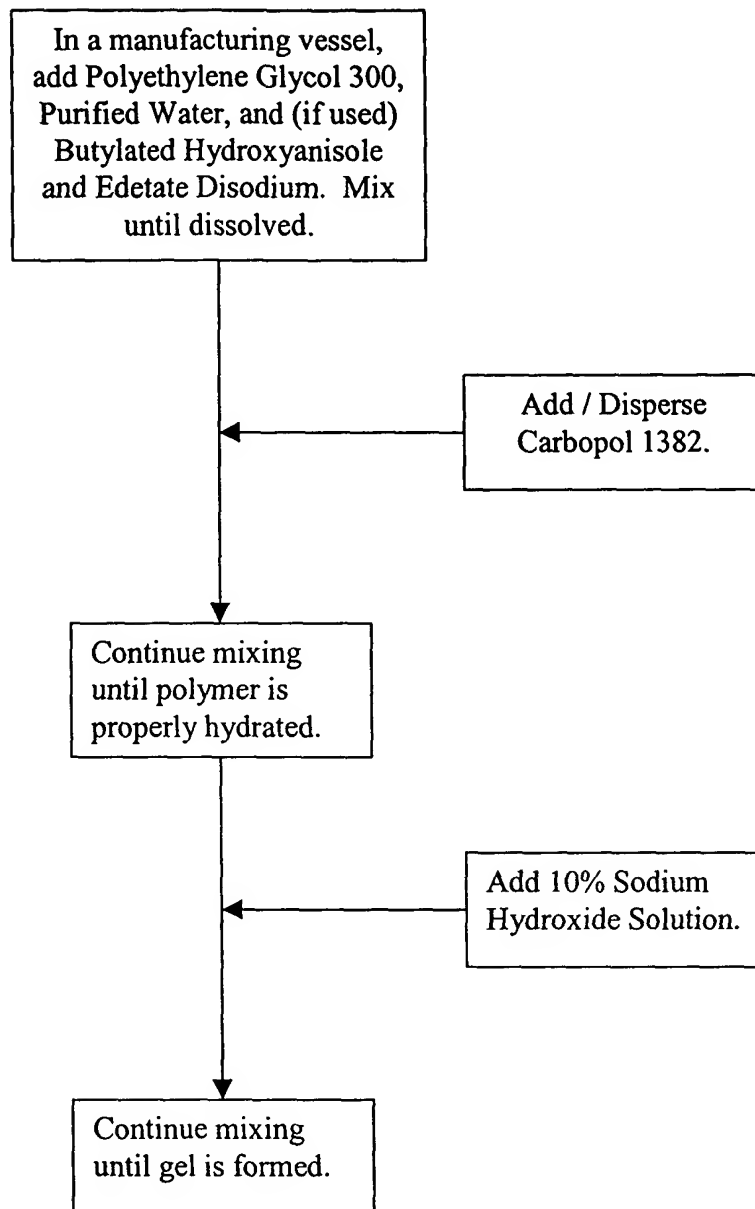 In a manufacturing vessel,
add Polyethylene Glycol 300,
Purified Water, and (if used)
Butylated Hydroxyanisole
and Edetate Disodium. Mix
until dissolved.
Add / Disperse
Carbopol 1382.
Continue mixing
until polymer is
properly hydrated.
Add 10% Sodium
Hydroxide Solution.
Continue mixing
until gel is formed.